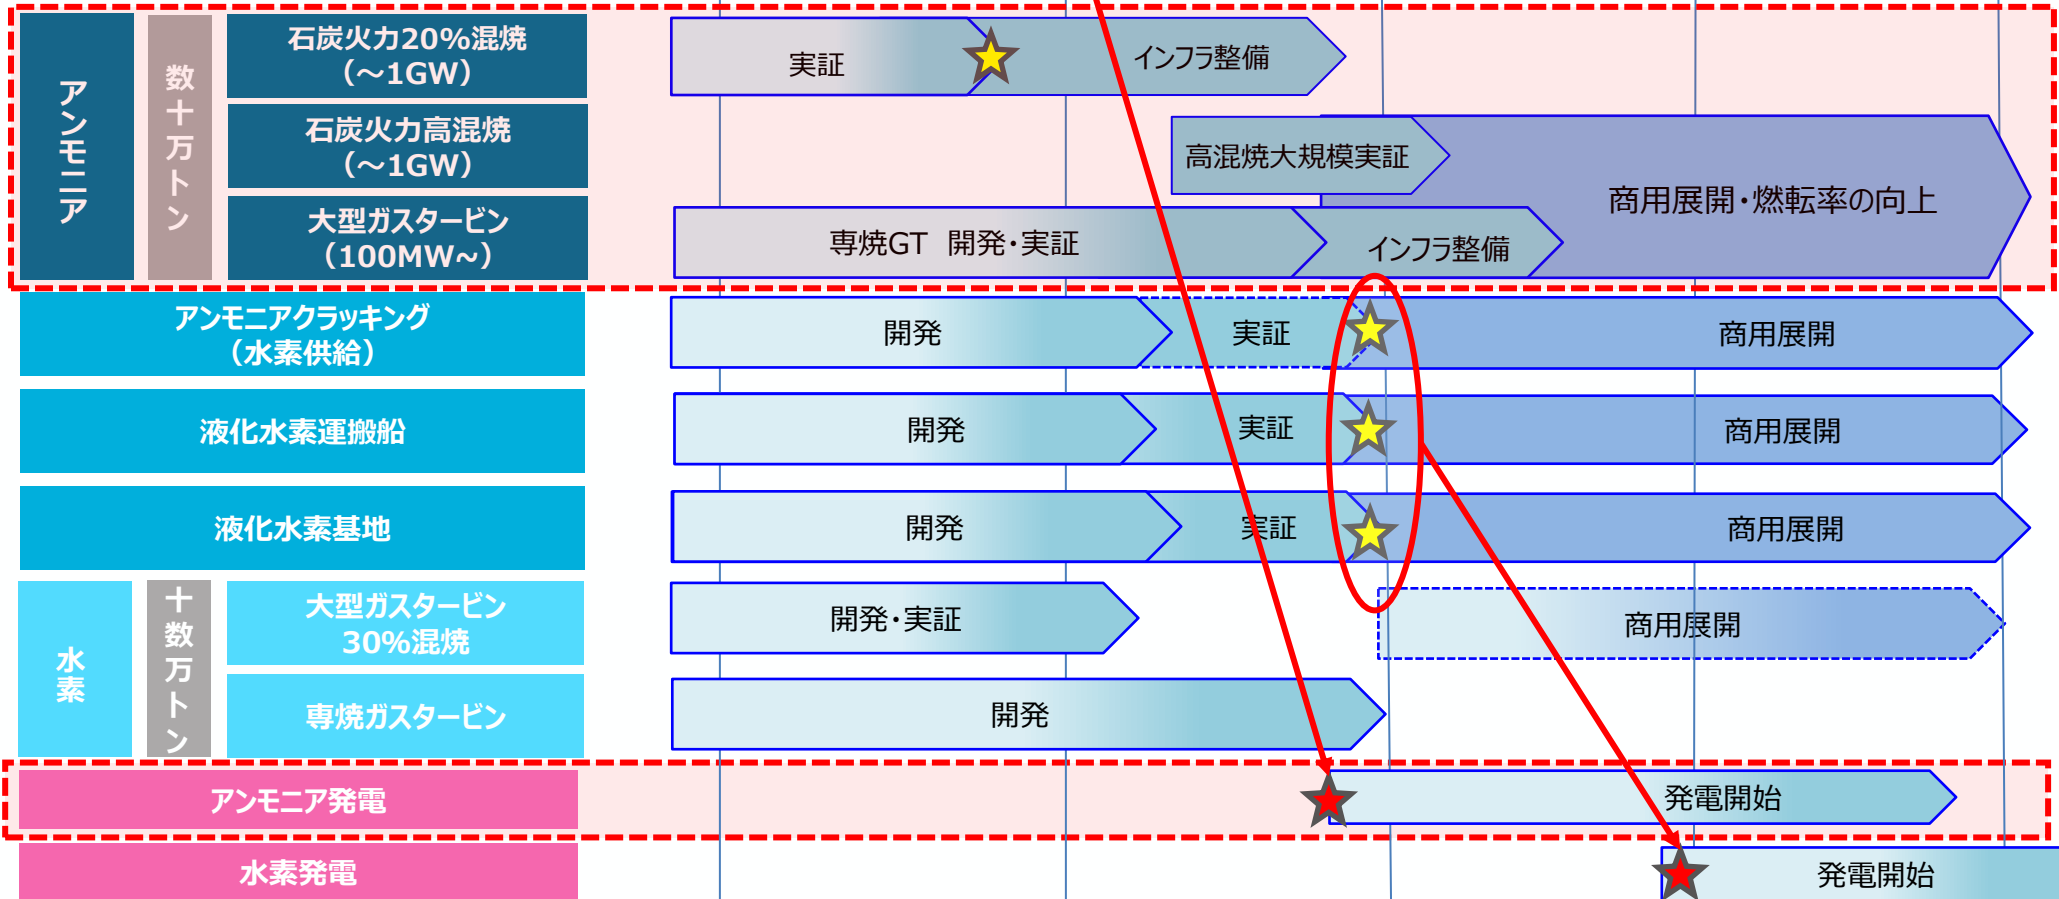 アンモニア
数十万トン
石炭火力20%混焼
（～1GW）
実証
インフラ整備
石炭火力高混焼
（～1GW）
高混焼大規模実証
商用展開・燃転率の向上
大型ガスタービン
（100MW~）
専焼GT 開発・実証
インフラ整備
アンモニアクラッキング
（水素供給）
開発
実証
商用展開
液化水素運搬船
開発
実証
商用展開
液化水素基地
開発
実証
商用展開
水素
十数万トン
大型ガスタービン
30%混焼
開発・実証
商用展開
専焼ガスタービン
開発
アンモニア発電
発電開始
水素発電
発電開始